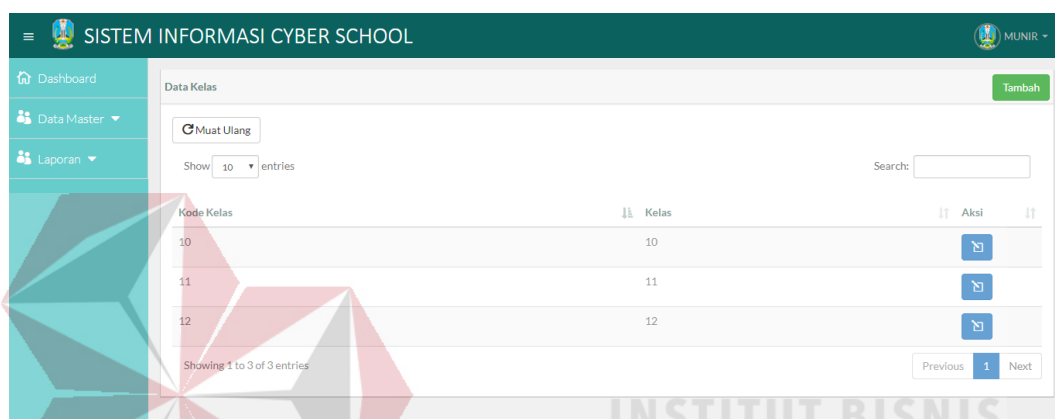 SISTEM INFORMASI CYBER SCHOOL
MUNIR
Dashboard
Data Master
Laporan
Data Kelas
Tambah
Muat Ulang
Show 10 entries
Search:
Kode Kelas Kelas Aksi
10 10
11 11
12 12
Showing 1 to 3 of 3 entries
Previous 1 Next
INSTITUT BISNIS